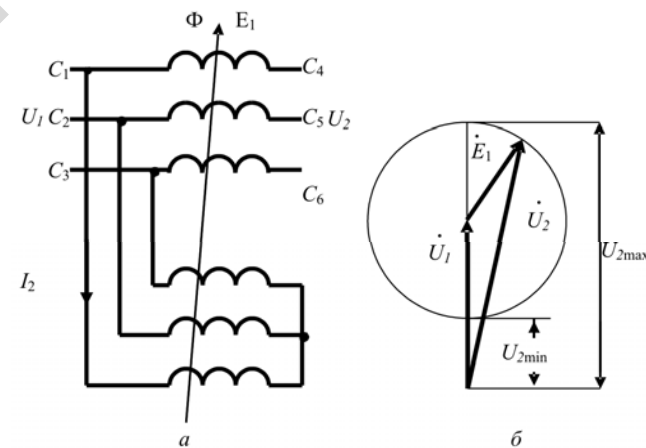 Φ E₁
C₁ C₄
U₁ C₂ C₅ U₂
C₃
C₆
I₂
а
Ė₁
U̇₁
U̇₂
U₂max
U₂min
б